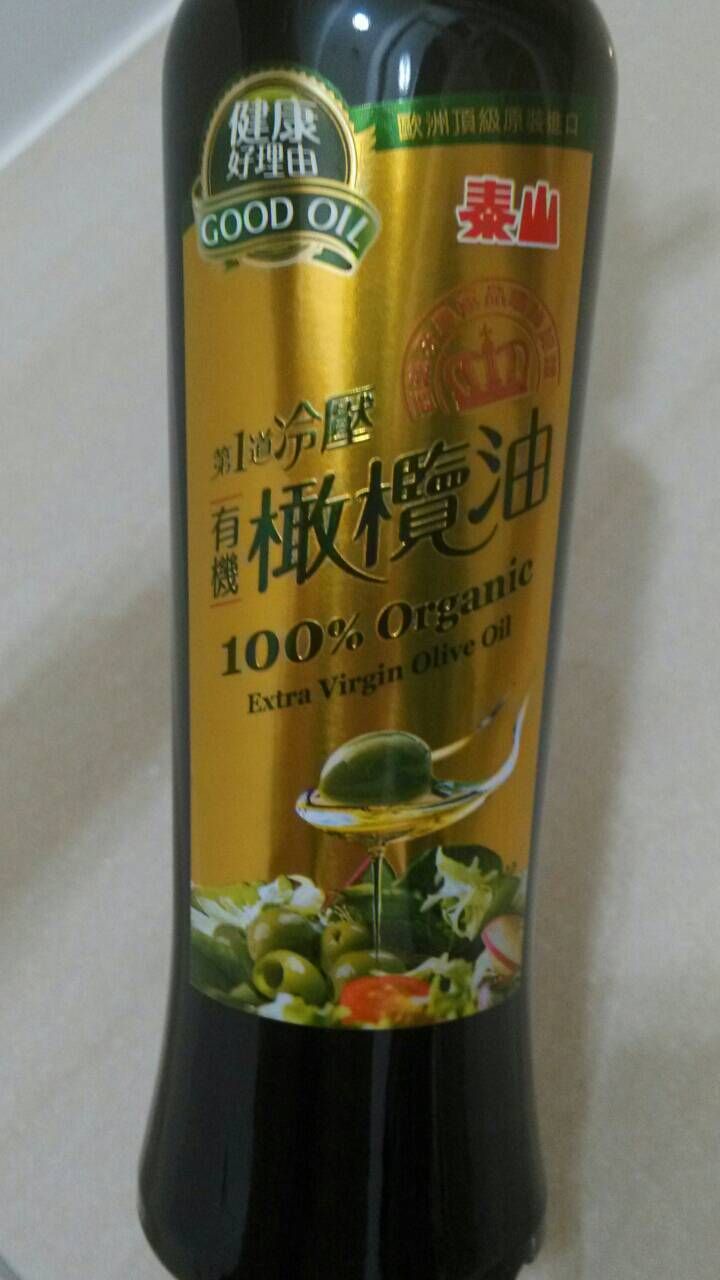 健康
好理由
GOOD OIL
歐洲頂級原裝進口
泰山
第1道冷壓
有機
橄欖油
100% Organic
Extra Virgin Olive Oil